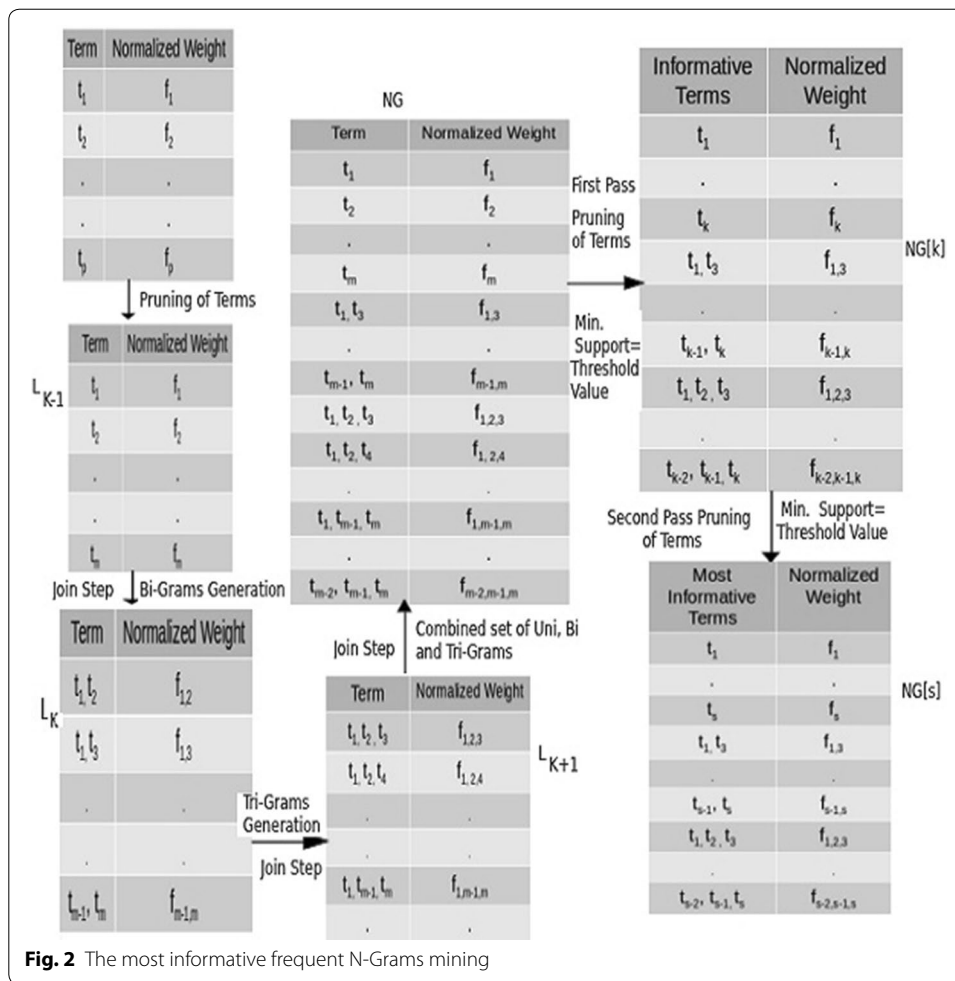 Term Normalized Weight
t1 f1
t2 f2
. .
. .
tp fp
Pruning of Terms
LK-1
Term Normalized Weight
t1 f1
t2 f2
. .
. .
tm fm
Join Step Bi-Grams Generation
LK
Term Normalized Weight
t1, t2 f1,2
t1, t3 f1,3
. .
. .
tm-1, tm fm-1,m
Tri-Grams
Generation
Join Step
LK+1
Term Normalized Weight
t1, t2, t3 f1,2,3
t1, t2, t4 f1,2,4
. .
. .
t1, tm-1, tm f1,m-1,m
Join Step
Combined set of Uni, Bi
and Tri-Grams
NG
Term Normalized Weight
t1 f1
t2 f2
. .
tm fm
t1, t3 f1,3
. .
tm-1, tm fm-1,m
t1, t2, t3 f1,2,3
t1, t2, t4 f1, 2,4
. .
t1, tm-1, tm f1,m-1,m
. .
tm-2, tm-1, tm fm-2,m-1,m
First Pass
Pruning
of Terms
Min.
Support=
Threshold
Value
Informative
Terms
Normalized
Weight
t1 f1
. .
tk fk
t1, t3 f1,3
. .
tk-1, tk fk-1,k
t1, t2, t3 f1,2,3
. .
tk-2, tk-1, tk fk-2,k-1,k
NG[k]
Second Pass Pruning
of Terms
Min. Support=
Threshold Value
Most
Informative
Terms
Normalized
Weight
t1 f1
. .
ts fs
t1, t3 f1,3
. .
ts-1, ts fs-1,s
t1, t2, t3 f1,2,3
. .
ts-2, ts-1, ts fs-2,s-1,s
NG[s]
Fig. 2 The most informative frequent N-Grams mining